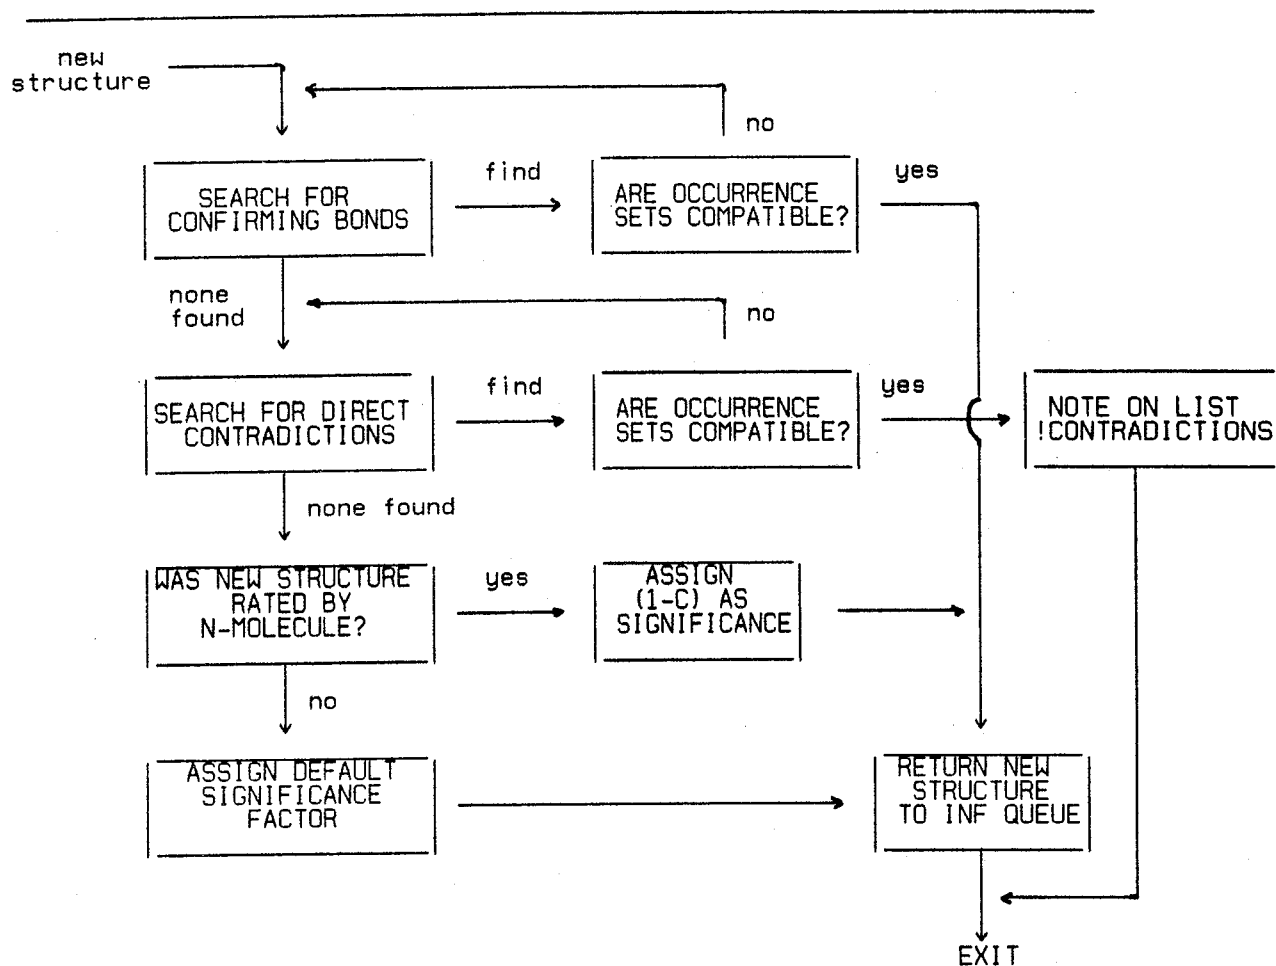 new
structure
no
SEARCH FOR
CONFIRMING BONDS
find
ARE OCCURRENCE
SETS COMPATIBLE?
yes
none
found
no
SEARCH FOR DIRECT
CONTRADICTIONS
find
ARE OCCURRENCE
SETS COMPATIBLE?
yes
NOTE ON LIST
!CONTRADICTIONS
none found
WAS NEW STRUCTURE
RATED BY
N-MOLECULE?
yes
ASSIGN
(1-C) AS
SIGNIFICANCE
no
ASSIGN DEFAULT
SIGNIFICANCE
FACTOR
RETURN NEW
STRUCTURE
TO INF QUEUE
EXIT